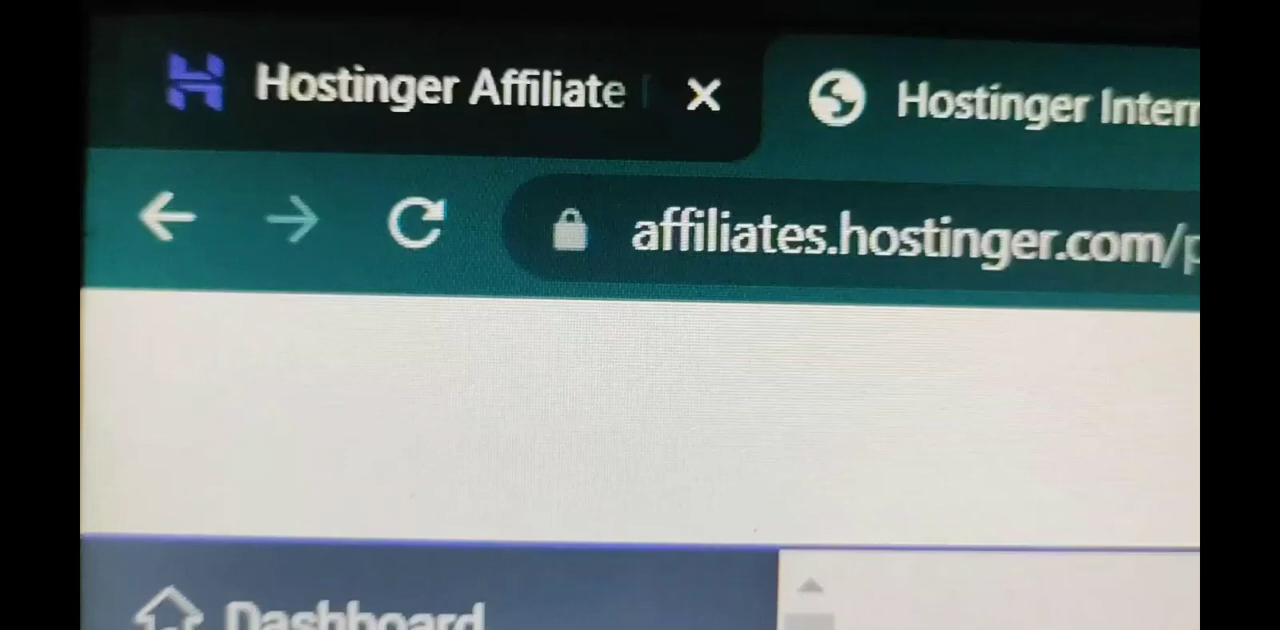 Hostinger Affiliate
Hostinger Intern
affiliates.hostinger.com/p
Dashboard